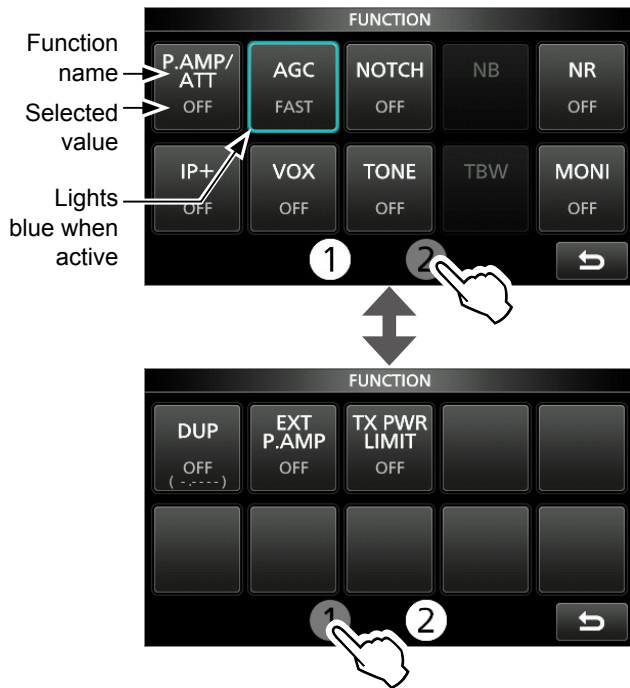 FUNCTION
Function
name
Selected
value
Lights
blue when
active
P.AMP/
ATT
OFF
AGC
FAST
NOTCH
OFF
NB
NR
OFF
IP+
OFF
VOX
OFF
TONE
OFF
TBW
MONI
OFF
1
2
FUNCTION
DUP
OFF
( -.----)
EXT
P.AMP
OFF
TX PWR
LIMIT
OFF
1
2